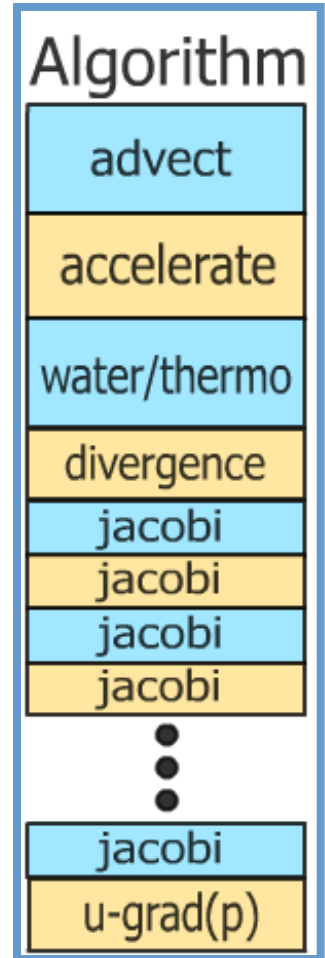 Algorithm
advect
accelerate
water/thermo
divergence
jacobi
jacobi
jacobi
jacobi
jacobi
u-grad(p)